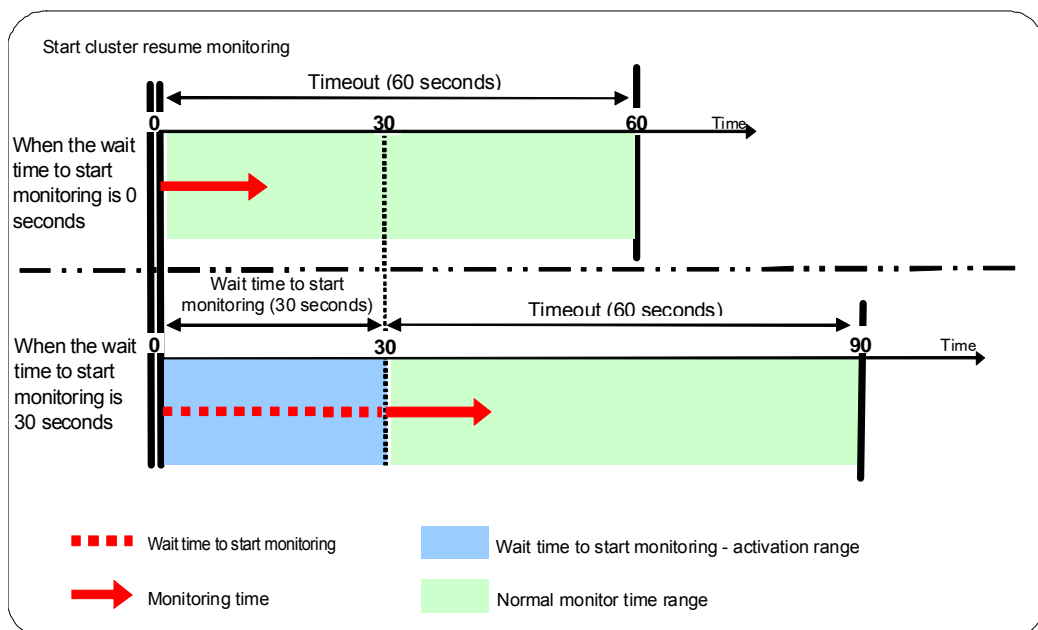 Start cluster resume monitoring
Timeout (60 seconds)
0
30
60
Time
When the wait
time to start
monitoring is 0
seconds
Wait time to start
monitoring (30 seconds)
Timeout (60 seconds)
0
30
90
Time
When the wait
time to start
monitoring is
30 seconds
Wait time to start monitoring
Wait time to start monitoring - activation range
Monitoring time
Normal monitor time range